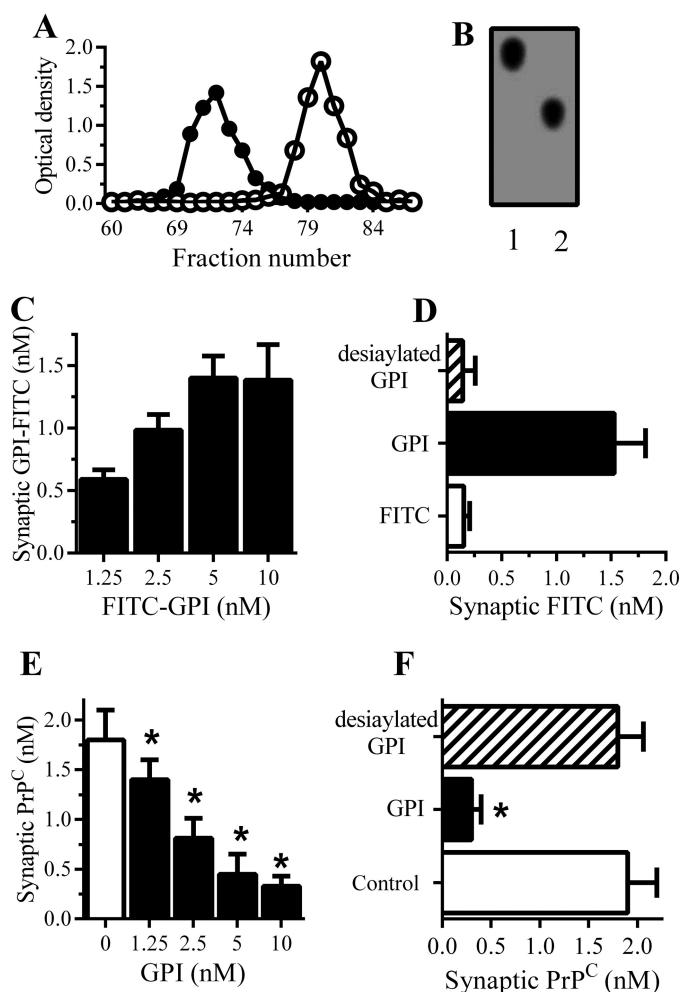 A
Optical density
2.0
1.5
1.0
0.5
0.0
60
69
74
79
84
Fraction number
B
1 2
C
Synaptic GPI-FITC (nM)
1.5
1.0
0.5
0.0
1.25 2.5 5 10
FITC-GPI (nM)
D
desiaylated
GPI
GPI
FITC
0.0 0.5 1.0 1.5 2.0
Synaptic FITC (nM)
E
Synaptic PrPC (nM)
2.0
1.5
1.0
0.5
0.0
* * * *
0 1.25 2.5 5 10
GPI (nM)
F
desiaylated
GPI
GPI
*
Control
0.0 0.5 1.0 1.5 2.0
Synaptic PrPC (nM)